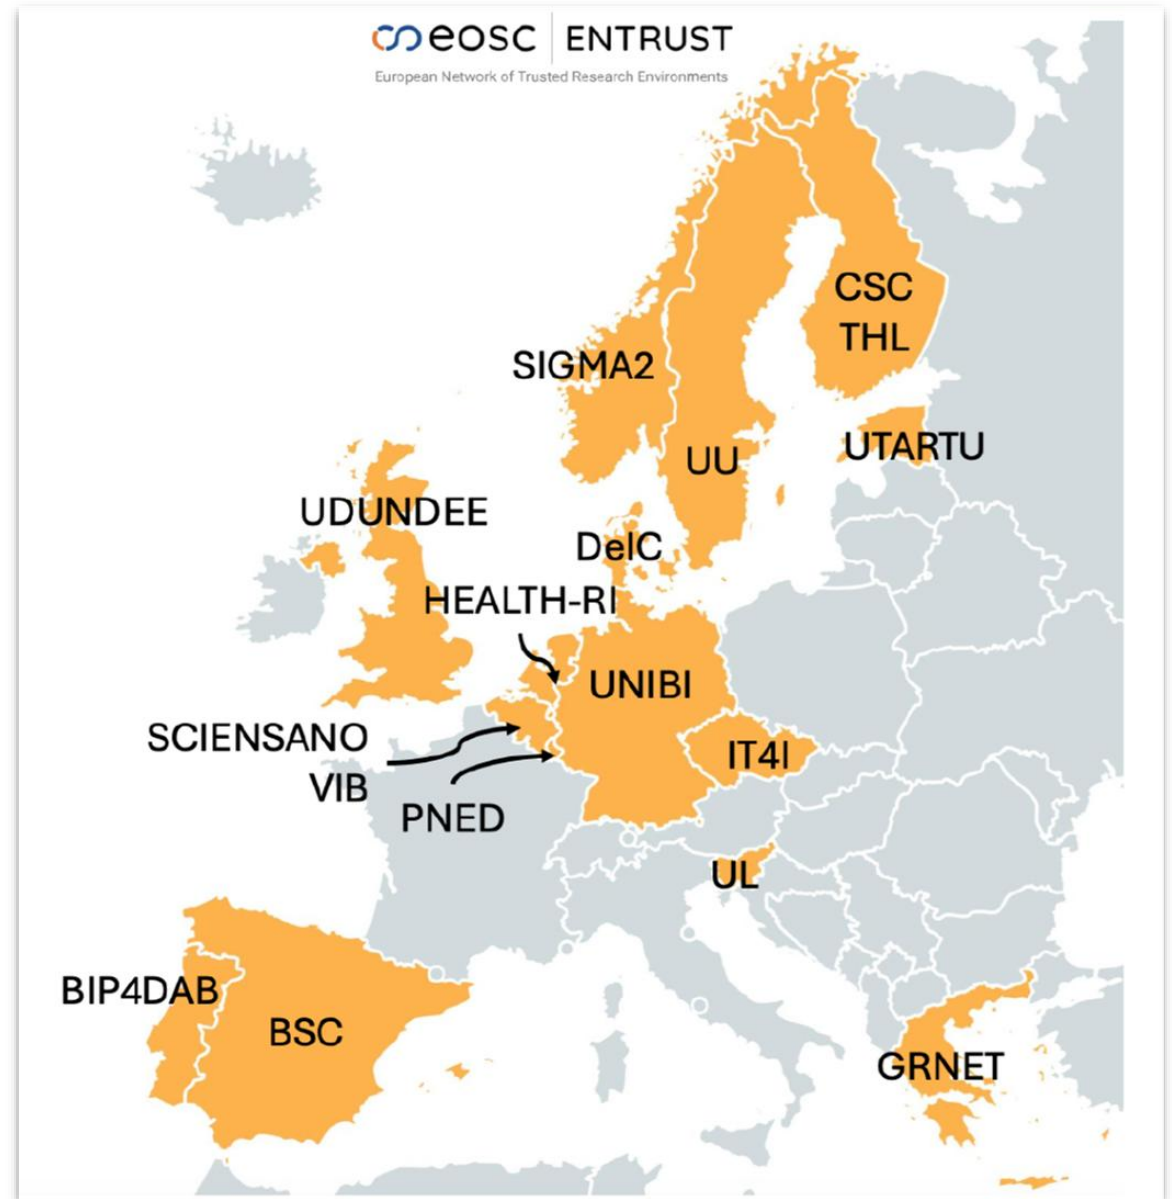 eosc | ENTRUST
European Network of Trusted Research Environments
CSC
THL
SIGMA2
UTARTU
UU
UDUNDEE
DeIC
HEALTH-RI
UNIBI
SCIENSANO
VIB
IT4I
PNED
UL
BIP4DAB
BSC
GRNET